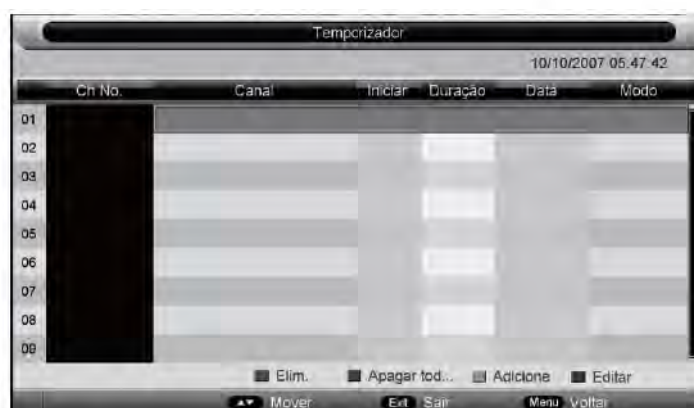 Temporizador
10/10/2007 05:47:42
Ch No. Canal Iniciar Duração Data Modo
01
02
03
04
05
06
07
08
09
Elim. Apagar tod... Adicione Editar
Mover Exit Sair Menu Voltar